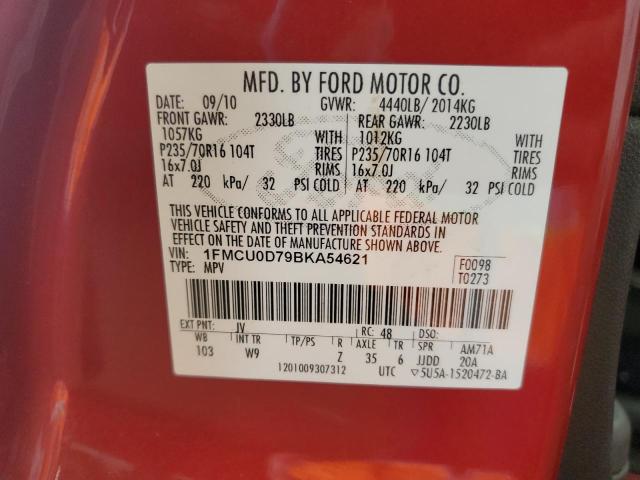 MFD. BY FORD MOTOR CO.
DATE: 09/10 GVWR: 4440LB/ 2014KG
FRONT GAWR: 2330LB REAR GAWR: 2230LB
1057KG WITH 1012KG WITH
P235/70R16 104T TIRES P235/70R16 104T TIRES
16x7.0J RIMS 16x7.0J RIMS
AT 220 kPa/ 32 PSI COLD AT 220 kPa/ 32 PSI COLD
THIS VEHICLE CONFORMS TO ALL APPLICABLE FEDERAL MOTOR
VEHICLE SAFETY AND THEFT PREVENTION STANDARDS IN
EFFECT ON THE DATE OF MANUFACTURE SHOWN ABOVE.
VIN: 1FMCU0D79BKA54621 F0098
TYPE: MPV T0273
EXT PNT: JV RC: 48 DSO:
WB INT TR TP/PS R AXLE TR SPR AM71A
103 W9 Z 35 6 JJDD 20A
1201009307312 UTC ▽5U5A-1520472-BA